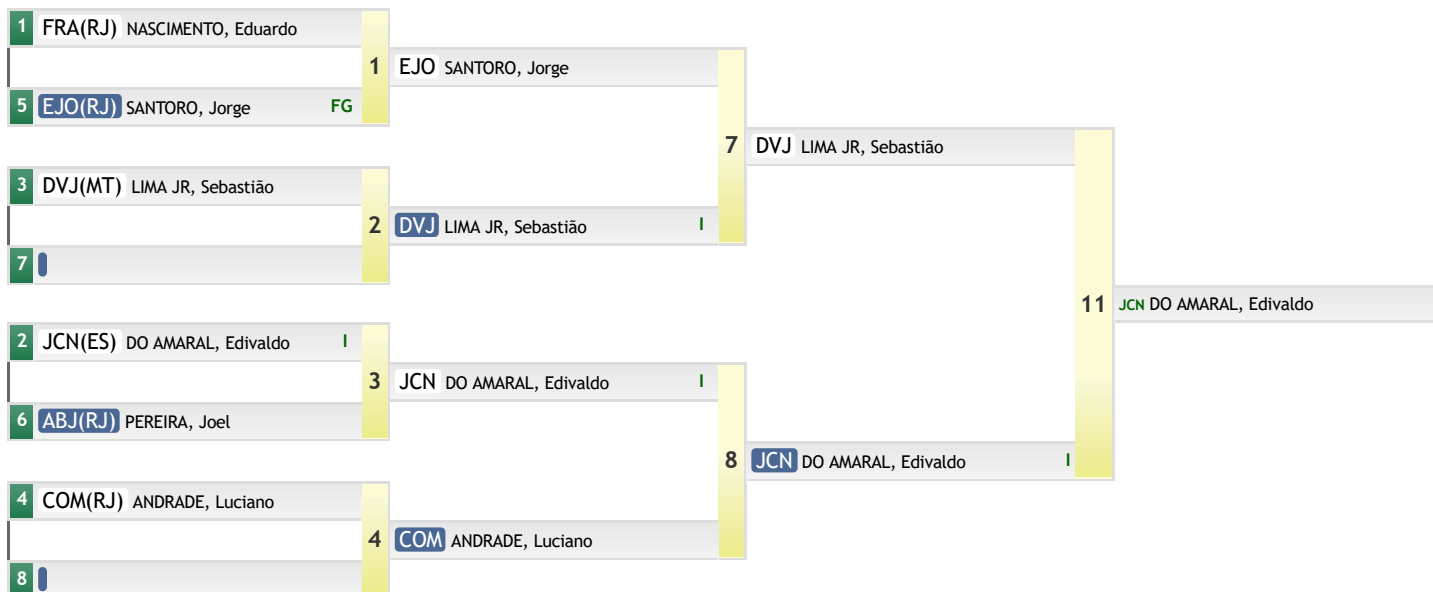 1 FRA(RJ) NASCIMENTO, Eduardo
1 EJO SANTORO, Jorge
5 EJO(RJ) SANTORO, Jorge FG
7 DVJ LIMA JR, Sebastião
3 DVJ(MT) LIMA JR, Sebastião
2 DVJ LIMA JR, Sebastião I
7
11 JCN DO AMARAL, Edivaldo
2 JCN(ES) DO AMARAL, Edivaldo I
3 JCN DO AMARAL, Edivaldo I
6 ABJ(RJ) PEREIRA, Joel
8 JCN DO AMARAL, Edivaldo I
4 COM(RJ) ANDRADE, Luciano
4 COM ANDRADE, Luciano
8